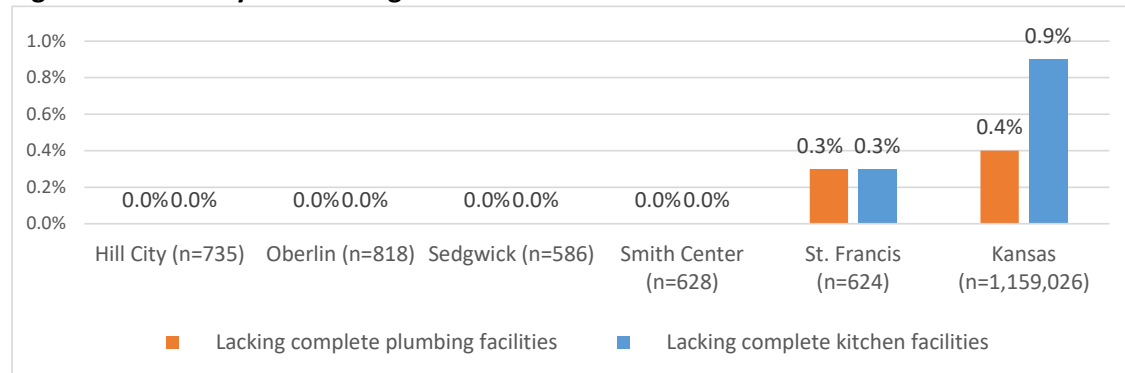 1.0%
0.8%
0.6%
0.4%
0.2%
0.0%
0.0% 0.0%
0.0% 0.0%
0.0% 0.0%
0.0% 0.0%
0.3% 0.3%
0.4%
0.9%
Hill City (n=735)
Oberlin (n=818)
Sedgwick (n=586)
Smith Center
(n=628)
St. Francis
(n=624)
Kansas
(n=1,159,026)
Lacking complete plumbing facilities
Lacking complete kitchen facilities